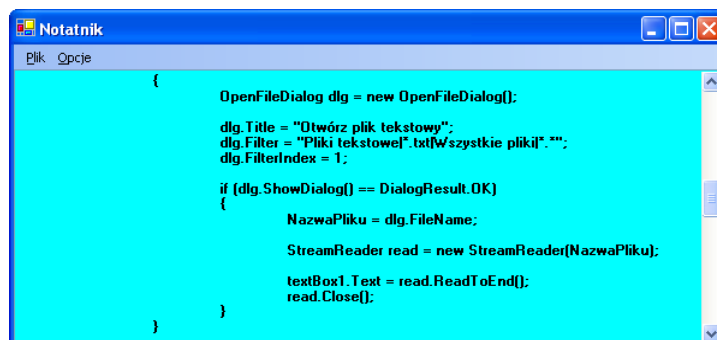 Notatnik
Plik Opcje
{
OpenFileDialog dlg = new OpenFileDialog();
dlg.Title = "Otwórz plik tekstowy";
dlg.Filter = "Pliki tekstowe|*.txt|Wszystkie pliki|*.*";
dlg.FilterIndex = 1;
if (dlg.ShowDialog() == DialogResult.OK)
{
NazwaPliku = dlg.FileName;
StreamReader read = new StreamReader(NazwaPliku);
textBox1.Text = read.ReadToEnd();
read.Close();
}
}